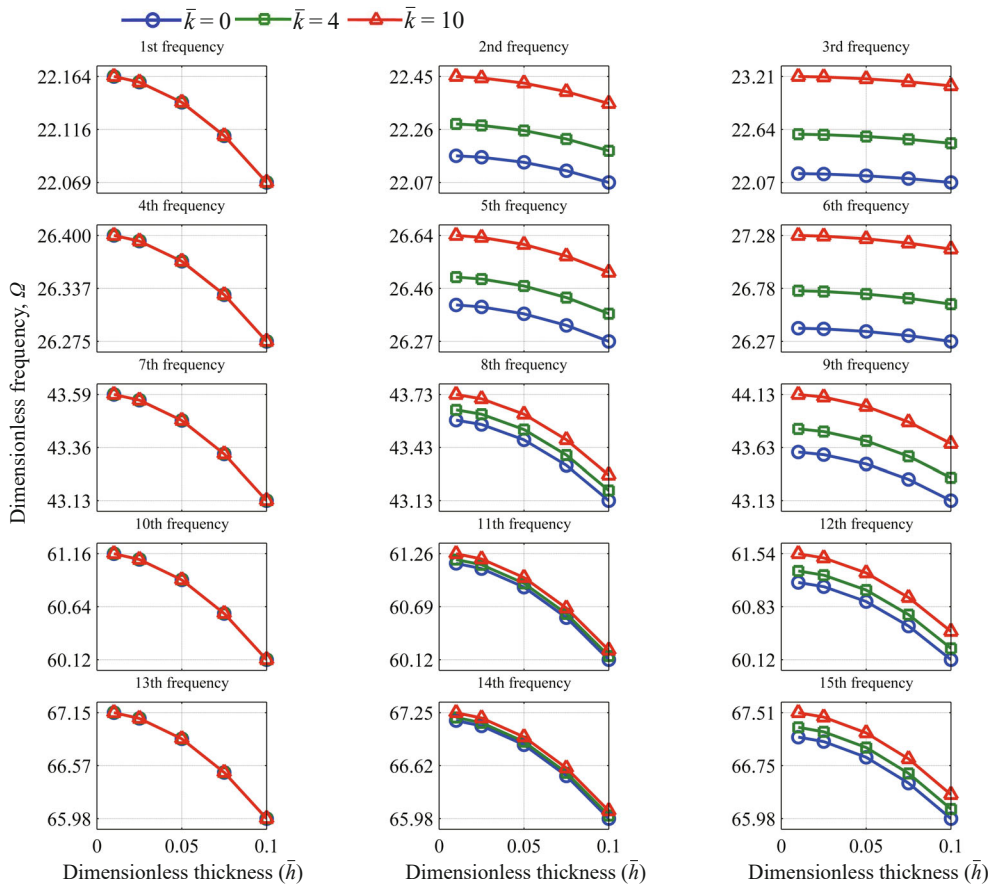 k̄ = 0 k̄ = 4 k̄ = 10
1st frequency 2nd frequency 3rd frequency
22.164 22.45 23.21
22.116 22.26 22.64
22.069 22.07 22.07
4th frequency 5th frequency 6th frequency
26.400 26.64 27.28
26.337 26.46 26.78
26.275 26.27 26.27
7th frequency 8th frequency 9th frequency
43.59 43.73 44.13
43.36 43.43 43.63
43.13 43.13 43.13
10th frequency 11th frequency 12th frequency
61.16 61.26 61.54
60.64 60.69 60.83
60.12 60.12 60.12
13th frequency 14th frequency 15th frequency
67.15 67.25 67.51
66.57 66.62 66.75
65.98 65.98 65.98
0 0.05 0.1 0 0.05 0.1 0 0.05 0.1
Dimensionless thickness (h̄) Dimensionless thickness (h̄) Dimensionless thickness (h̄)
Dimensionless frequency, Ω